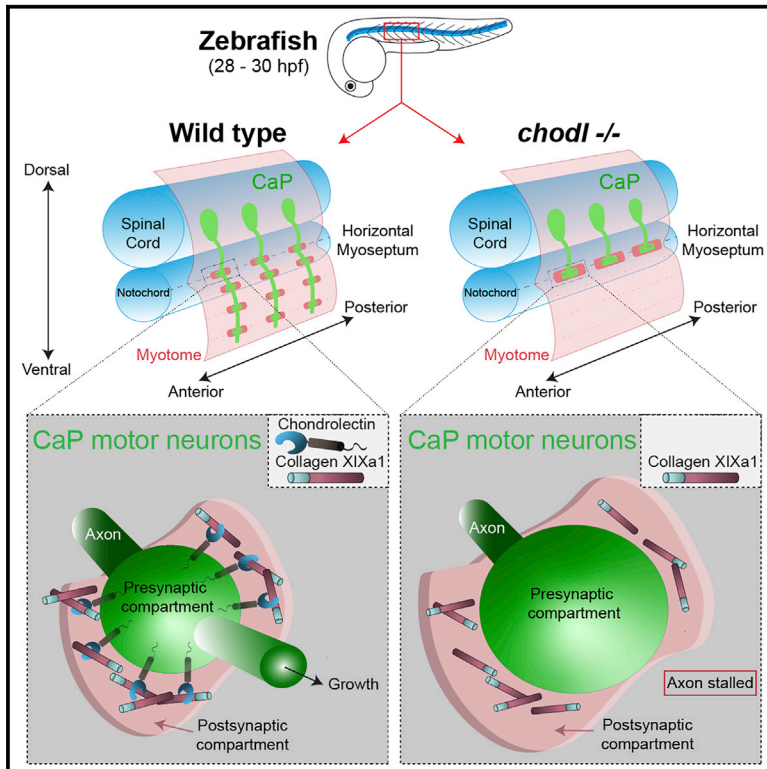 Zebrafish
(28 - 30 hpf)
Wild type
chodl -/-
Dorsal
Ventral
CaP
Spinal
Cord
Notochord
Horizontal
Myoseptum
Myotome
Anterior
Posterior
CaP
Spinal
Cord
Notochord
Horizontal
Myoseptum
Myotome
Anterior
Posterior
CaP motor neurons
Chondrolectin
Collagen XIXa1
Axon
Presynaptic
compartment
Growth
Postsynaptic
compartment
CaP motor neurons
Collagen XIXa1
Axon
Presynaptic
compartment
Axon stalled
Postsynaptic
compartment